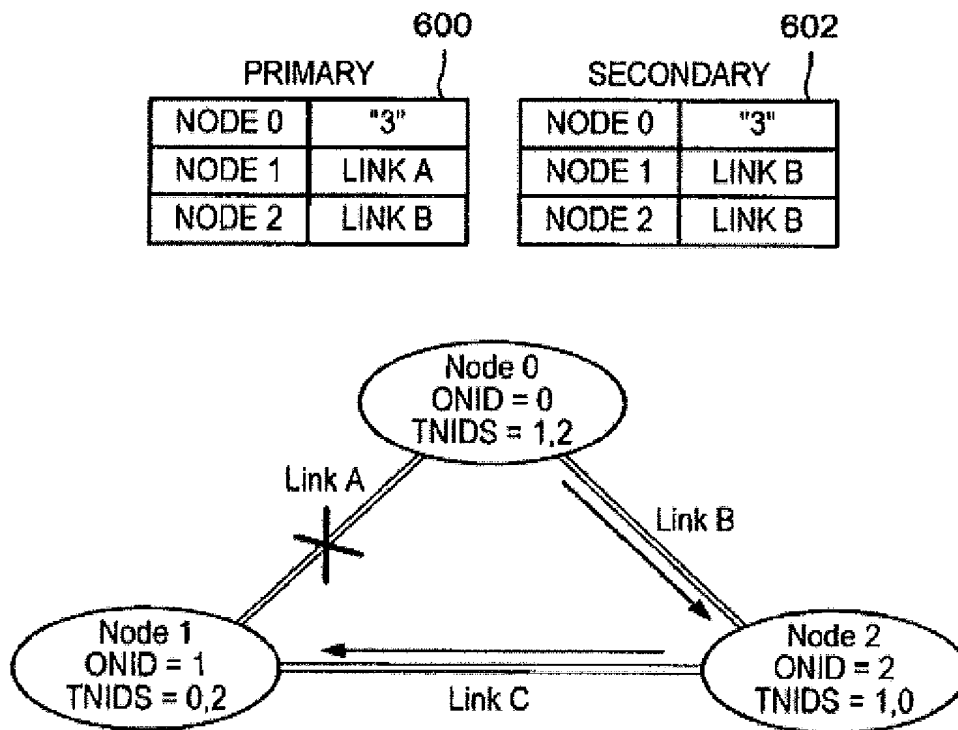 600
602
PRIMARY
SECONDARY
NODE 0 "3"
NODE 1 LINK A
NODE 2 LINK B
NODE 0 "3"
NODE 1 LINK B
NODE 2 LINK B
Node 0
ONID = 0
TNIDS = 1,2
Link A
Link B
Node 1
ONID = 1
TNIDS = 0,2
Link C
Node 2
ONID = 2
TNIDS = 1,0